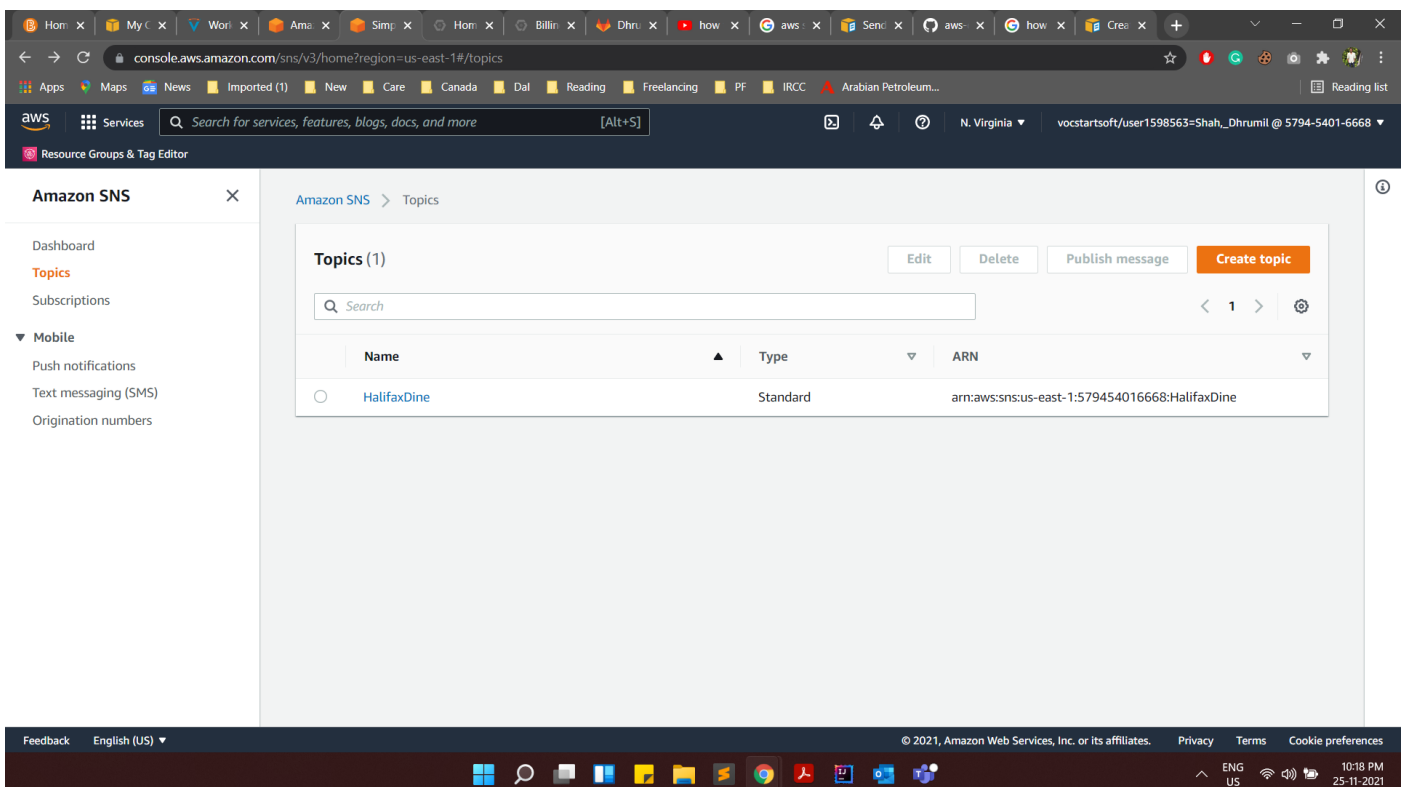 Hom My C Work Ama: Simp Hom Billin Dhru how aws s Send aws- how Crea
console.aws.amazon.com/sns/v3/home?region=us-east-1#/topics
Apps Maps GE News Imported (1) New Care Canada Dal Reading Freelancing PF IRCC Arabian Petroleum... Reading list
aws Services Search for services, features, blogs, docs, and more [Alt+S] N. Virginia ▼ vocstartsoft/user1598563=Shah,_Dhrumil @ 5794-5401-6668 ▼
Resource Groups & Tag Editor
Amazon SNS
Dashboard
Topics
Subscriptions
Mobile
Push notifications
Text messaging (SMS)
Origination numbers
Amazon SNS > Topics
Topics (1) Edit Delete Publish message Create topic
Search < 1 >
Name Type ARN
HalifaxDine Standard arn:aws:sns:us-east-1:579454016668:HalifaxDine
Feedback English (US) ▼ © 2021, Amazon Web Services, Inc. or its affiliates. Privacy Terms Cookie preferences
ENG 10:18 PM
US 25-11-2021